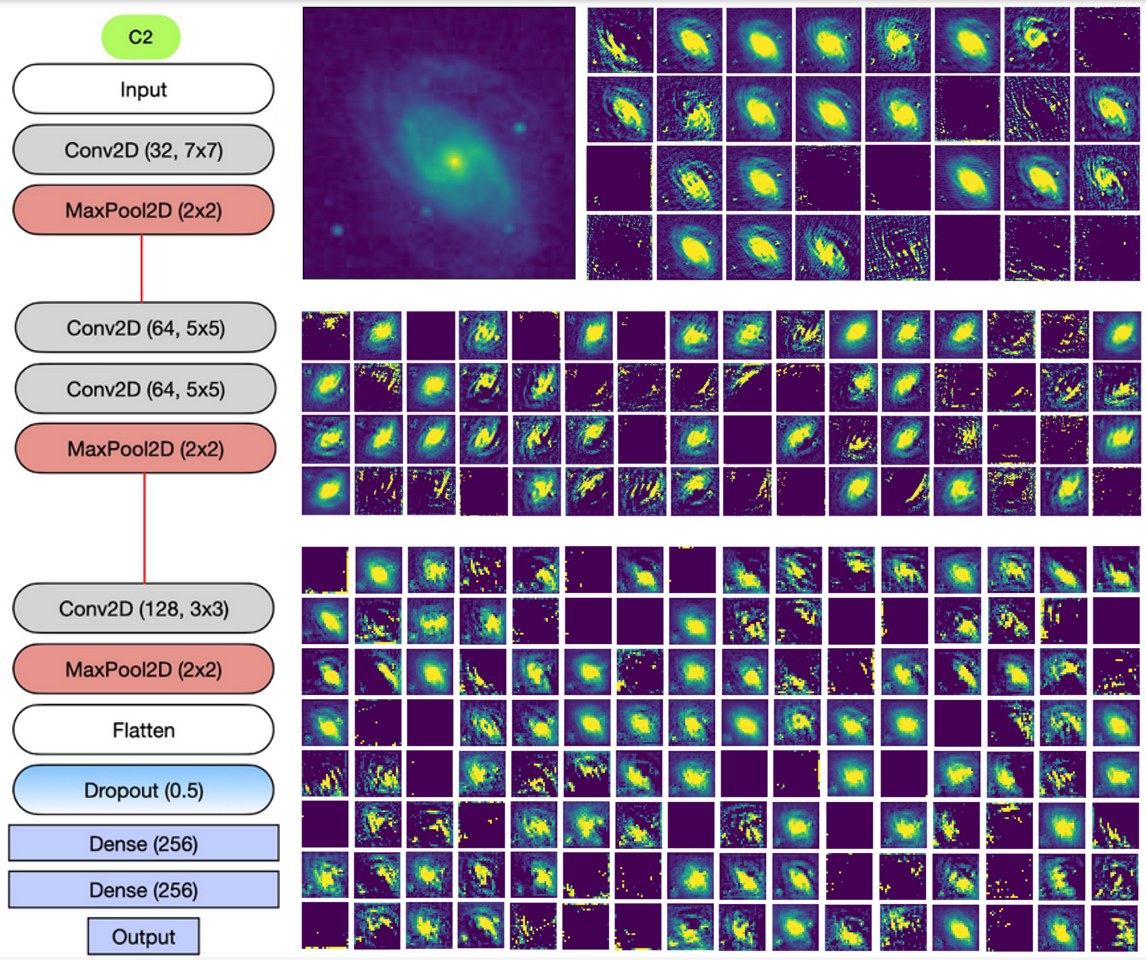 C2
Input
Conv2D (32, 7x7)
MaxPool2D (2x2)
Conv2D (64, 5x5)
Conv2D (64, 5x5)
MaxPool2D (2x2)
Conv2D (128, 3x3)
MaxPool2D (2x2)
Flatten
Dropout (0.5)
Dense (256)
Dense (256)
Output